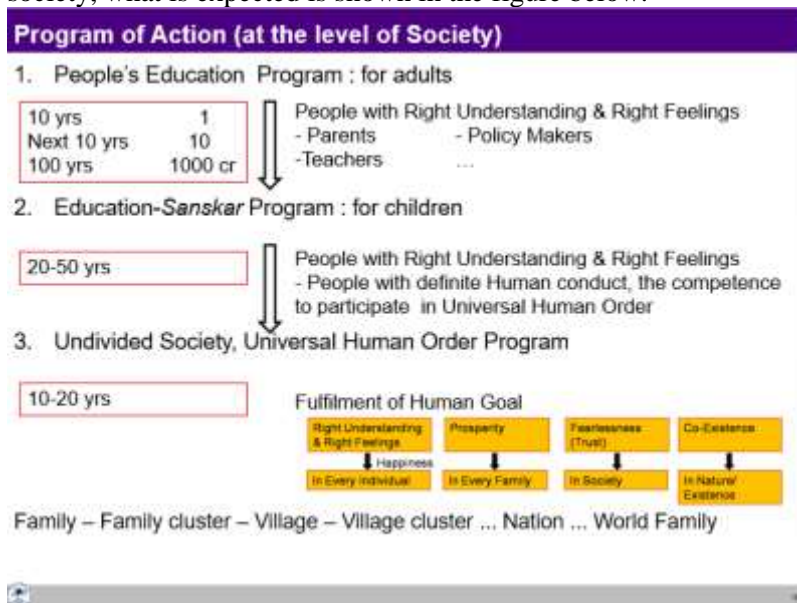 society, what is expected is shown in the figure below.
Program of Action (at the level of Society)
1. People's Education Program : for adults
10 yrs 1
Next 10 yrs 10
100 yrs 1000 cr
People with Right Understanding & Right Feelings
- Parents - Policy Makers
-Teachers ...
2. Education-Sanskar Program : for children
20-50 yrs
People with Right Understanding & Right Feelings
- People with definite Human conduct, the competence
to participate in Universal Human Order
3. Undivided Society, Universal Human Order Program
10-20 yrs
Fulfilment of Human Goal
Right Understanding & Right Feelings
Prosperity
Fearlessness (Trust)
Co-Existence
Happiness
In Every Individual
In Every Family
In Society
In Nature/ Existence
Family – Family cluster – Village – Village cluster ... Nation ... World Family